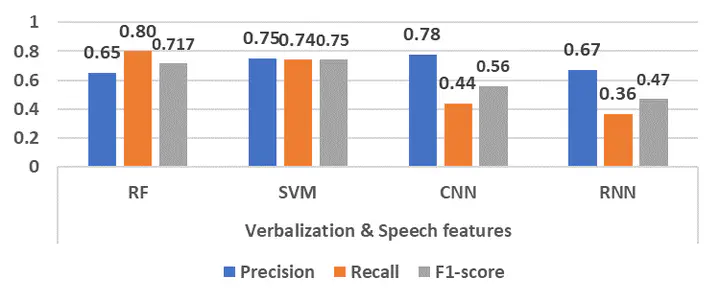 1
0.8
0.6
0.4
0.2
0
0.65 0.80 0.717 0.75 0.74 0.75 0.78 0.44 0.56 0.67 0.36 0.47
RF SVM CNN RNN
Verbalization & Speech features
Precision Recall F1-score